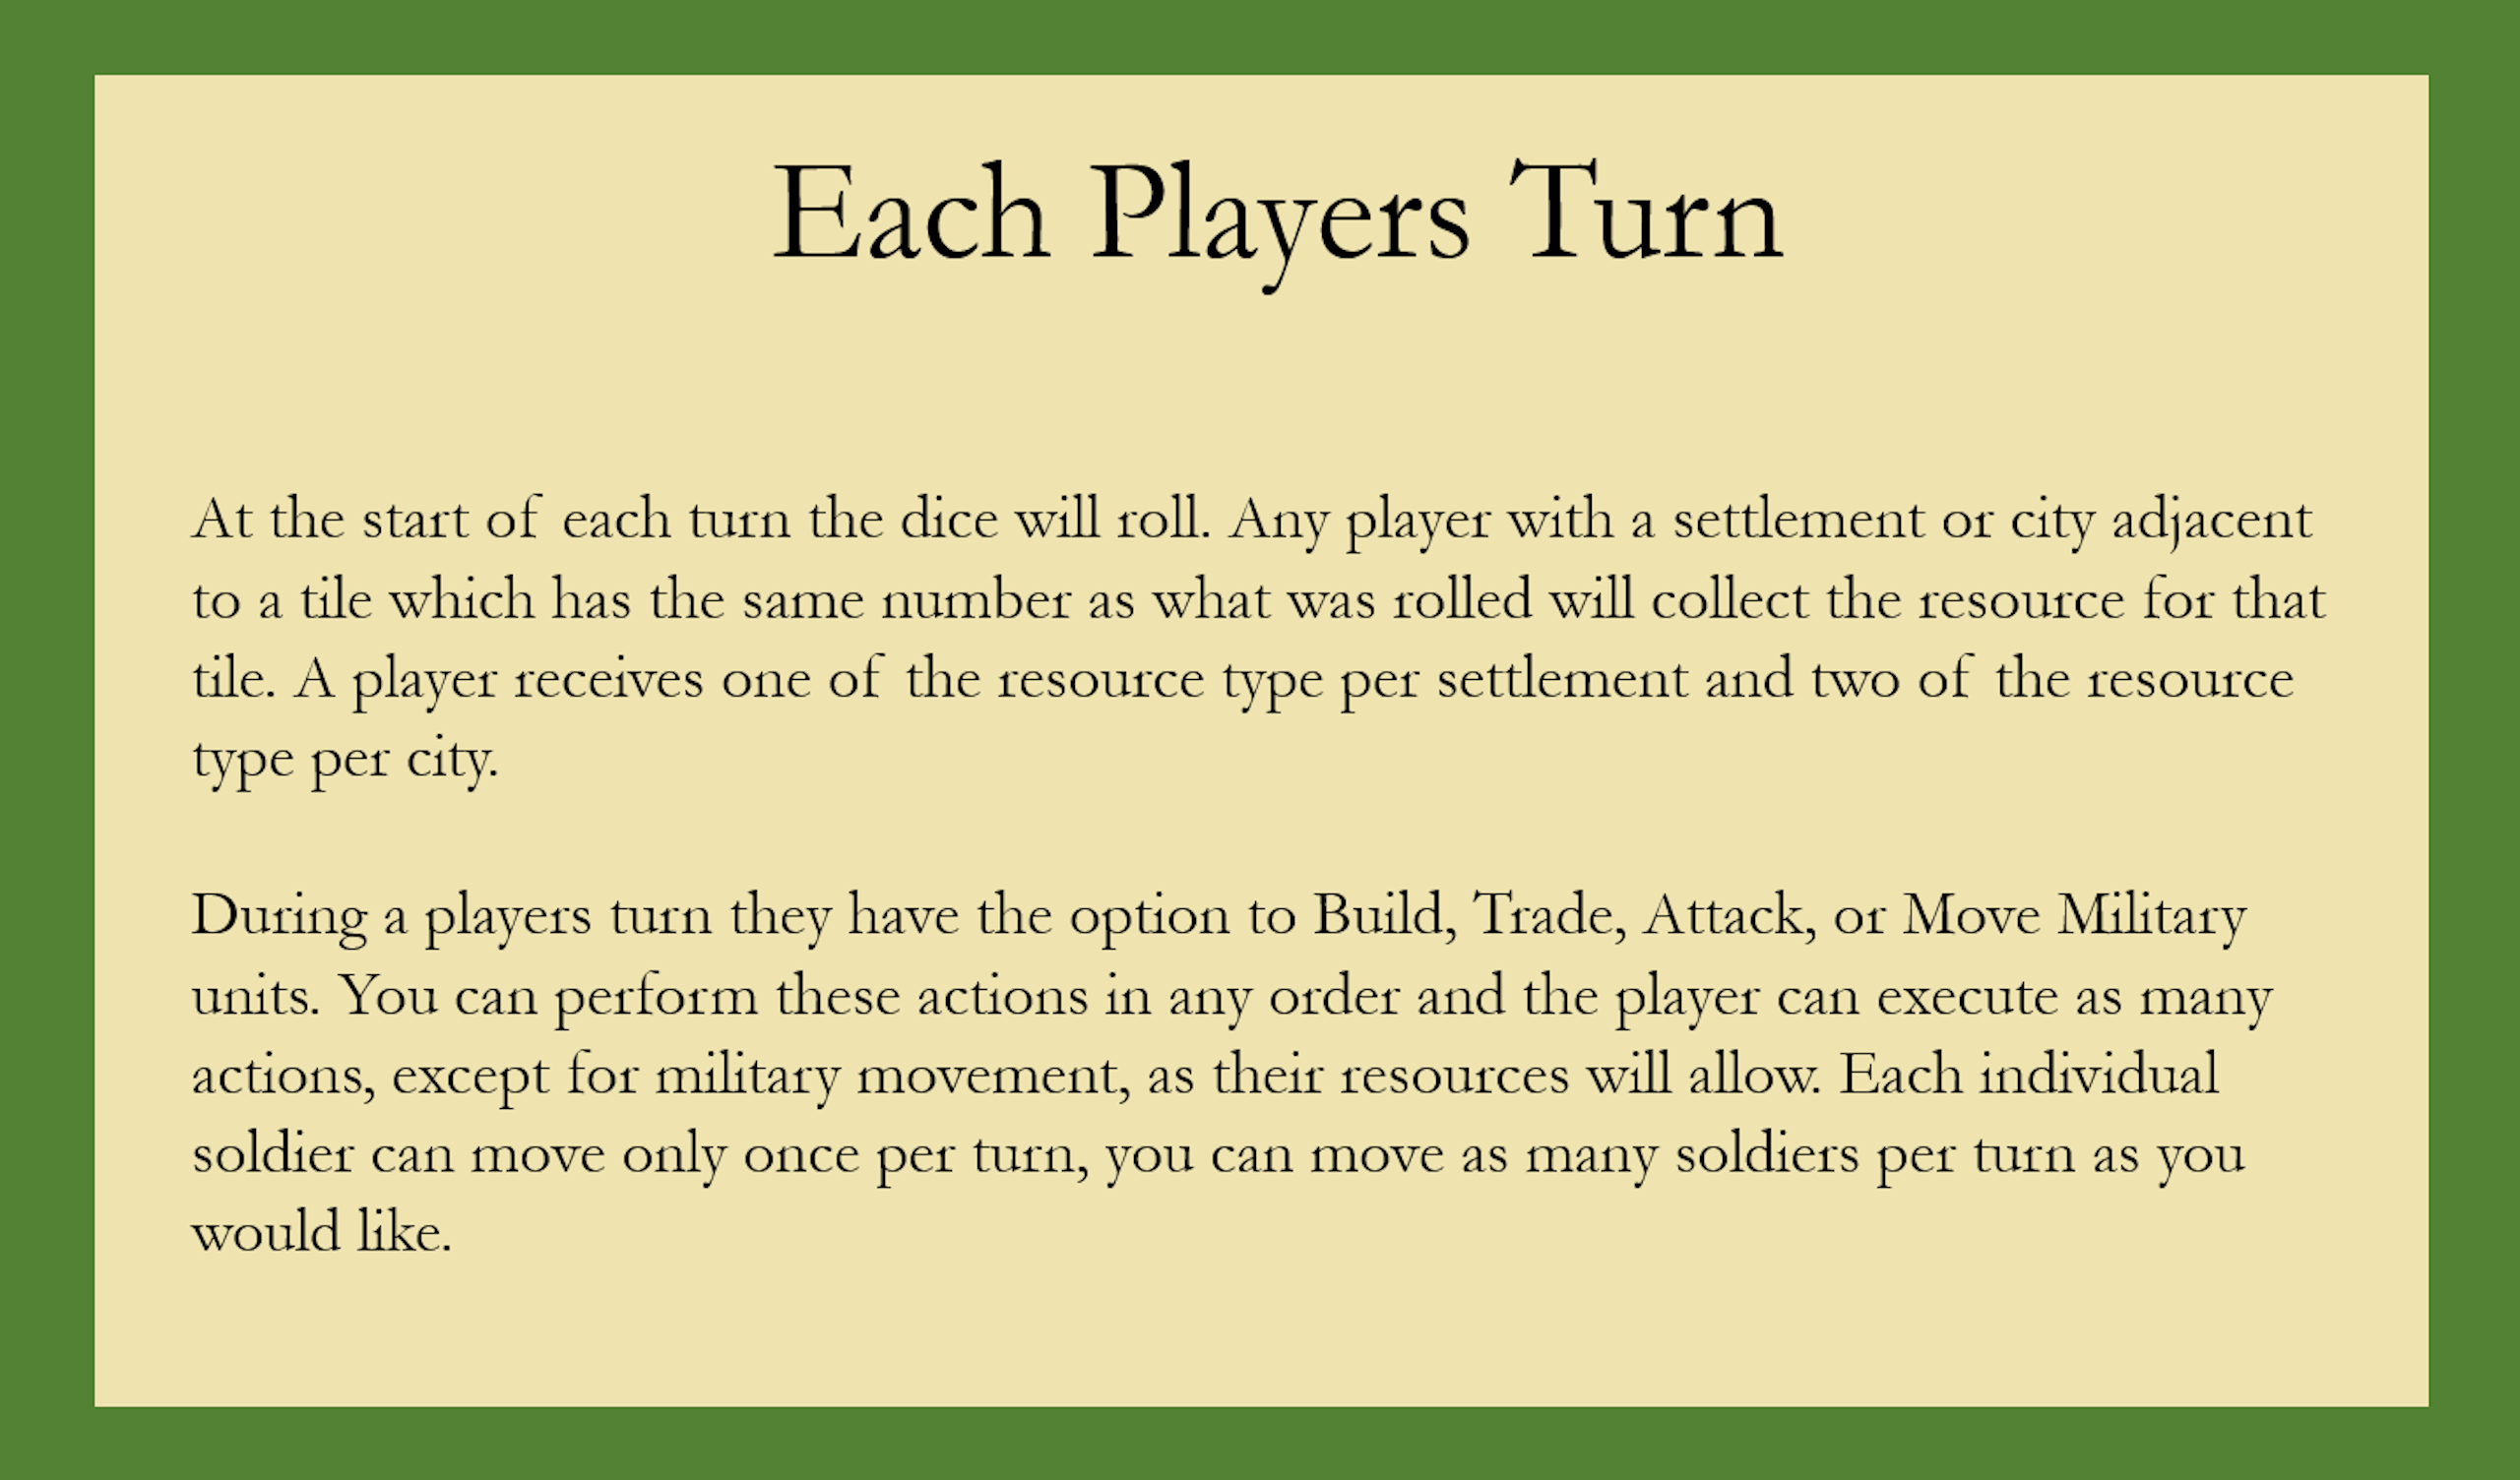 Each Players Turn
At the start of each turn the dice will roll. Any player with a settlement or city adjacent
to a tile which has the same number as what was rolled will collect the resource for that
tile. A player receives one of the resource type per settlement and two of the resource
type per city.
During a players turn they have the option to Build, Trade, Attack, or Move Military
units. You can perform these actions in any order and the player can execute as many
actions, except for military movement, as their resources will allow. Each individual
soldier can move only once per turn, you can move as many soldiers per turn as you
would like.